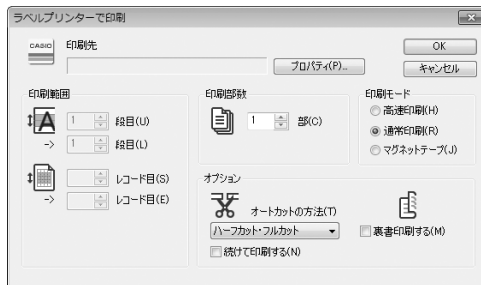 ラベルプリンターで印刷
CASIO
印刷先
プロパティ(P)...
OK
キャンセル
印刷範囲
A
1 段目(U)
-> 1 段目(L)
レコード目(S)
-> レコード目(E)
印刷部数
1 部(C)
印刷モード
高速印刷(H)
通常印刷(R)
マグネットテープ(J)
オプション
オートカットの方法(T)
ハーフカット・フルカット
続けて印刷する(N)
裏書印刷する(M)